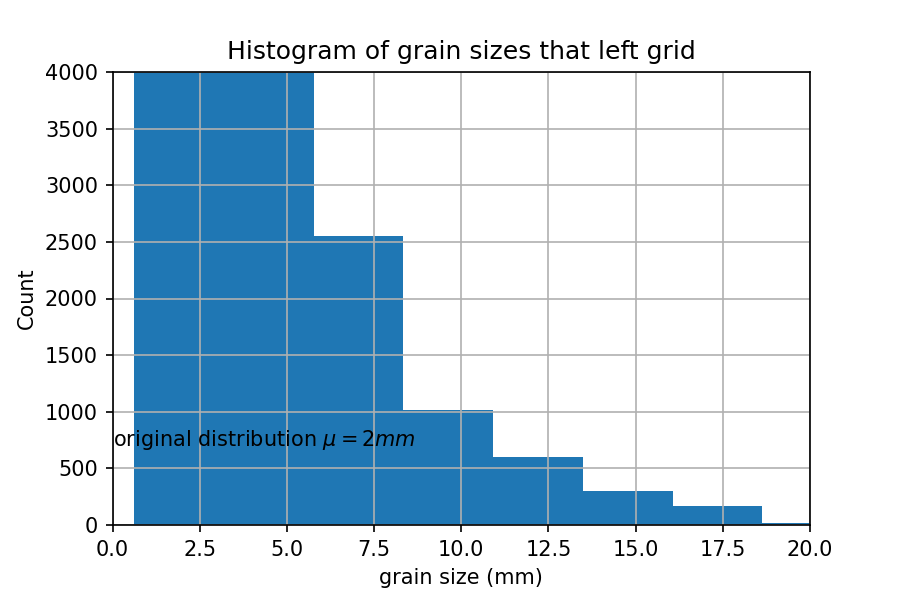 Histogram of grain sizes that left grid
4000
3500
3000
2500
2000
1500
1000
500
0
Count
original distribution μ = 2mm
0.0 2.5 5.0 7.5 10.0 12.5 15.0 17.5 20.0
grain size (mm)